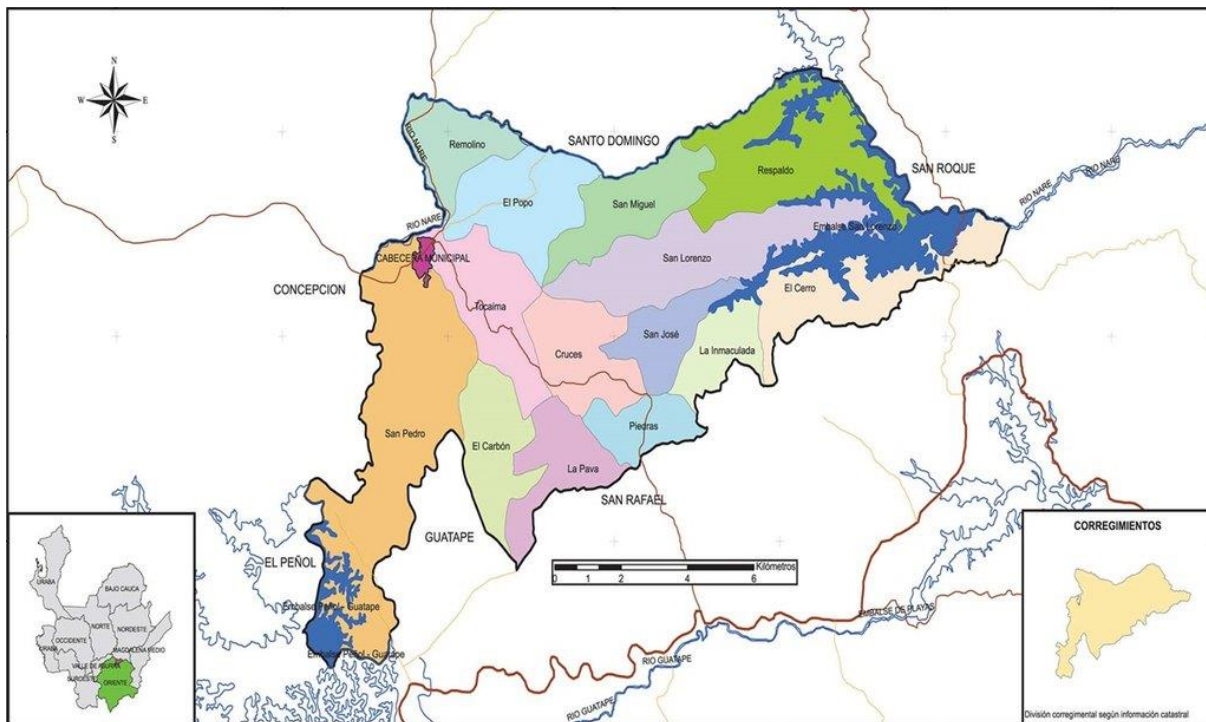 N
W
E
S
SANTO DOMINGO
Remolino
RIO NARE
Respaldo
SAN ROQUE
RIO NARE
RIO NARE
El Popo
San Miguel
RIO NARE
Embalse San Lorenzo
CABECERA MUNICIPAL
San Lorenzo
CONCEPCION
El Cerro
Tocaima
San José
La Inmaculada
Cruces
San Pedro
El Carbón
Piedras
La Pava
SAN RAFAEL
GUATAPE
EL PEÑOL
Kilómetros
0 1 2 4 6
Embalse Peñol - Guatape
Embalse Peñol - Guatape
EMBALSE DE PLAYAS
RIO GUATAPE
RIO GUATAPE
URABA
BAJO CAUCA
NORTE
NORDESTE
OCCIDENTE
URABA
MAGDALENA MEDIO
VALLE DE ABURRA
SUROESTE
ORIENTE
CORREGIMIENTOS
División corregimental según información catastral